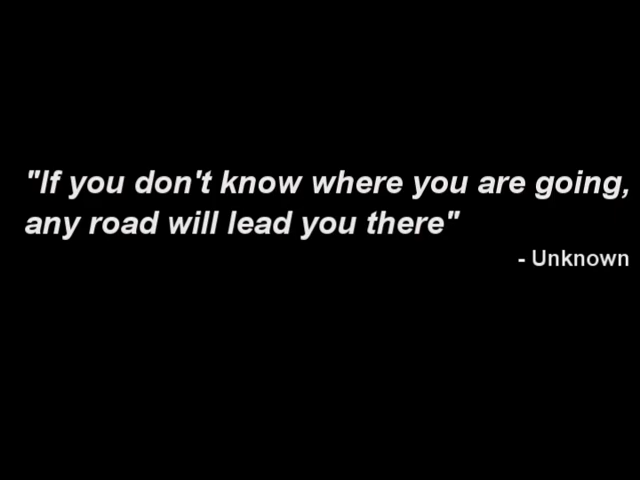 "If you don't know where you are going,
any road will lead you there"
- Unknown